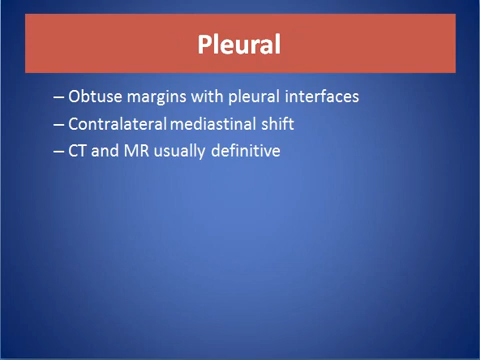 Pleural
– Obtuse margins with pleural interfaces
– Contralateral mediastinal shift
– CT and MR usually definitive